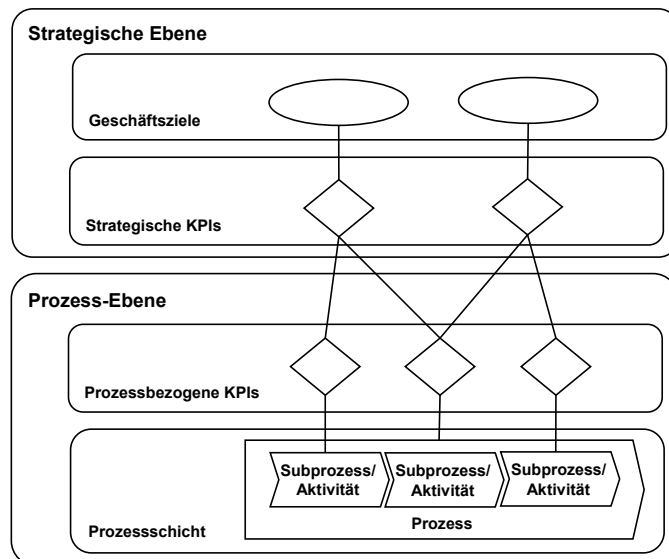 Strategische Ebene
Geschäftsziele
Strategische KPIs
Prozess-Ebene
Prozessbezogene KPIs
Subprozess/
Aktivität
Subprozess/
Aktivität
Subprozess/
Aktivität
Prozess
Prozessschicht